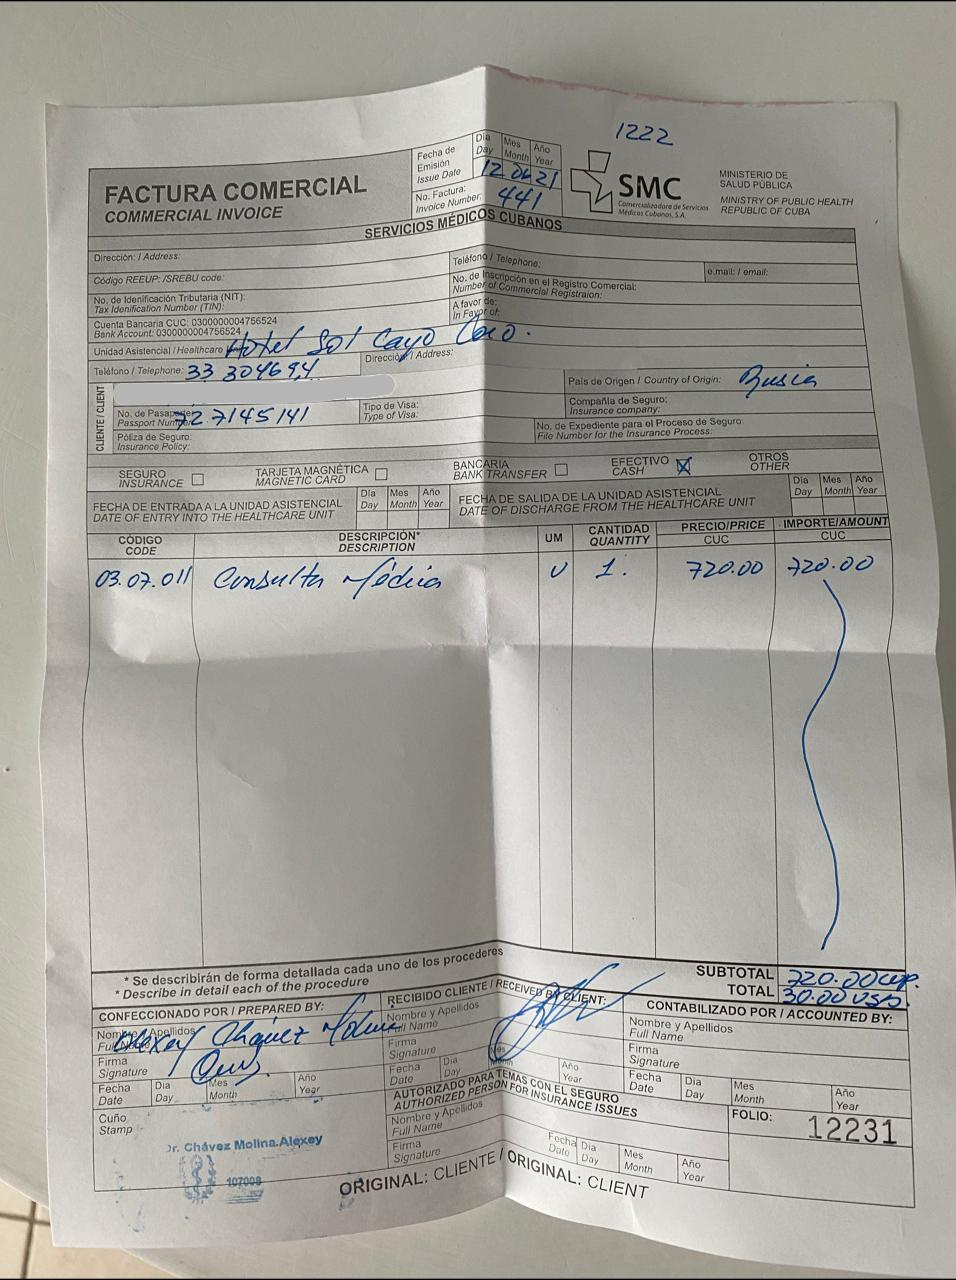 1222
FACTURA COMERCIAL
COMMERCIAL INVOICE
Fecha de Emisión
Issue Date
Día Day Mes Month Año Year
12 06 21
No. Factura:
Invoice Number:
441
SMC
Comercializadora de Servicios
Médicos Cubanos, S.A.
MINISTERIO DE
SALUD PÚBLICA
MINISTRY OF PUBLIC HEALTH
REPUBLIC OF CUBA
SERVICIOS MÉDICOS CUBANOS
Dirección: / Address:
Teléfono / Telephone:
e.mail: / email:
Código REEUP: /SREBU code:
No. de Inscripción en el Registro Comercial:
Number of Commercial Registraion:
No. de Identificación Tributaria (NIT):
Tax Idenification Number (TIN):
A favor de:
In Favor of:
Cuenta Bancaria CUC: 0300000004756524
Bank Account: 0300000004756524
Unidad Asistencial / Healthcare Hotel Sol Cayo Coco.
Teléfono / Telephone: 33 304694
Dirección / Address:
CLIENTE / CLIENT
País de Origen / Country of Origin: Rusia
No. de Pasaporte
Passport Number 727145141
Tipo de Visa:
Type of Visa:
Compañía de Seguro:
Insurance company:
Póliza de Seguro:
Insurance Policy:
No. de Expediente para el Proceso de Seguro
File Number for the Insurance Process:
SEGURO
INSURANCE
TARJETA MAGNÉTICA
MAGNETIC CARD
BANCARIA
BANK TRANSFER
EFECTIVO
CASH
OTROS
OTHER
FECHA DE ENTRADA A LA UNIDAD ASISTENCIAL
DATE OF ENTRY INTO THE HEALTHCARE UNIT
Día Day Mes Month Año Year
FECHA DE SALIDA DE LA UNIDAD ASISTENCIAL
DATE OF DISCHARGE FROM THE HEALTHCARE UNIT
Día Day Mes Month Año Year
CÓDIGO
CODE
DESCRIPCIÓN*
DESCRIPTION
UM
CANTIDAD
QUANTITY
PRECIO/PRICE
CUC
IMPORTE/AMOUNT
CUC
03.07.011 Consulta Médica U 1. 720.00 720.00
* Se describirán de forma detallada cada uno de los procederes
* Describe in detail each of the procedure
SUBTOTAL 720.00 cup.
TOTAL 30.00 USD
CONFECCIONADO POR / PREPARED BY:
Nombre y Apellidos
Full Name
Alexey Chávez Molina
Firma
Signature
Fecha Date Día Day Mes Month Año Year
Cuño
Stamp
Dr. Chávez Molina.Alexey
107008
RECIBIDO CLIENTE / RECEIVED BY CLIENT:
Nombre y Apellidos
Full Name
Firma
Signature
Fecha Date Día Day Mes Month Año Year
AUTORIZADO PARA TEMAS CON EL SEGURO
AUTHORIZED PERSON FOR INSURANCE ISSUES
Nombre y Apellidos
Full Name
Firma
Signature
Fecha Date Día Day Mes Month Año Year
CONTABILIZADO POR / ACCOUNTED BY:
Nombre y Apellidos
Full Name
Firma
Signature
Fecha Date Día Day Mes Month Año Year
FOLIO: 12231
ORIGINAL: CLIENTE / ORIGINAL: CLIENT